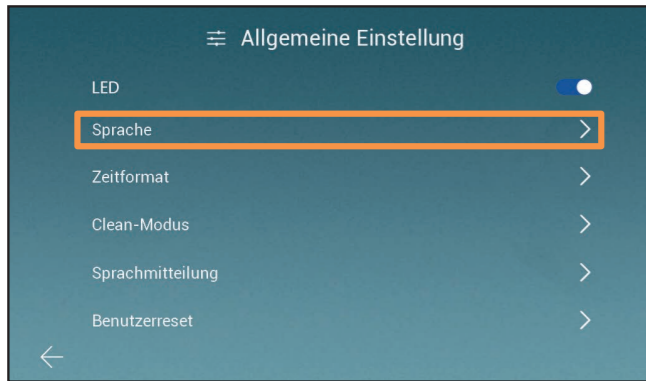 Allgemeine Einstellung
LED
Sprache
Zeitformat
Clean-Modus
Sprachmitteilung
Benutzerreset